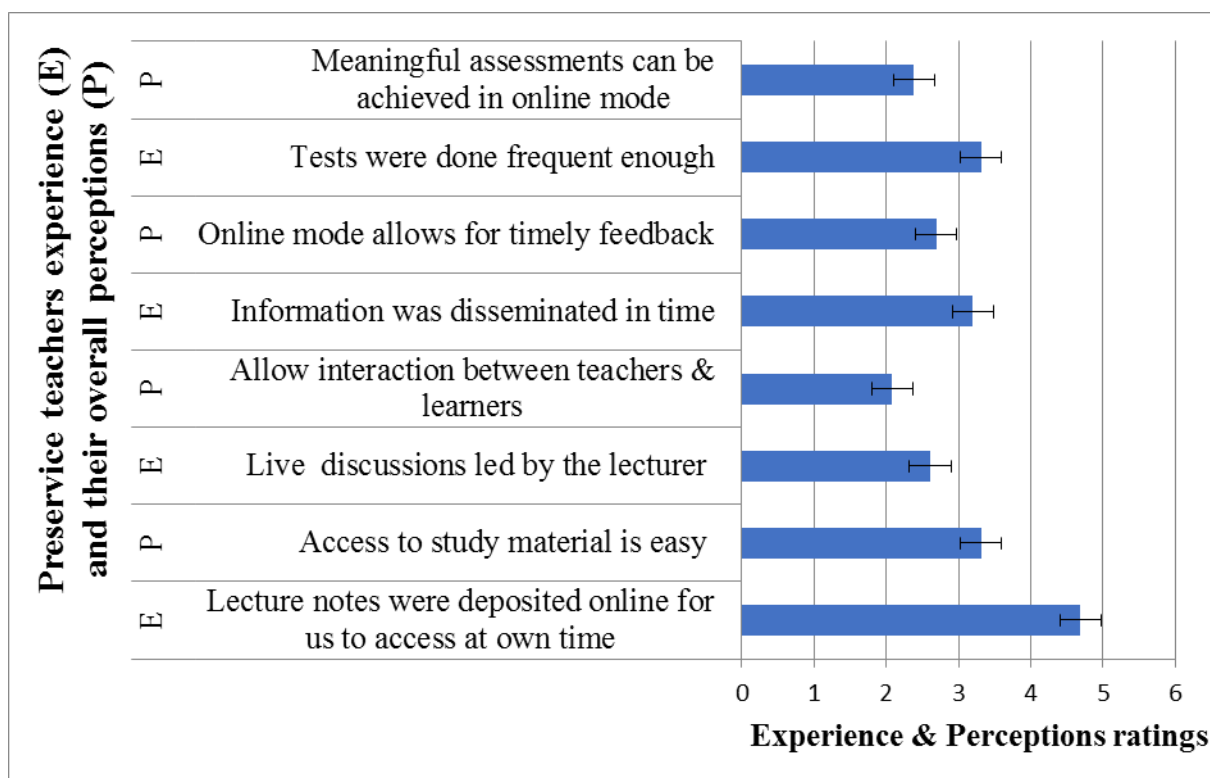 Preservice teachers experience (E)
and their overall perceptions (P)
P
Meaningful assessments can be
achieved in online mode
E
Tests were done frequent enough
P
Online mode allows for timely feedback
E
Information was disseminated in time
P
Allow interaction between teachers &
learners
E
Live discussions led by the lecturer
P
Access to study material is easy
E
Lecture notes were deposited online for
us to access at own time
0 1 2 3 4 5 6
Experience & Perceptions ratings